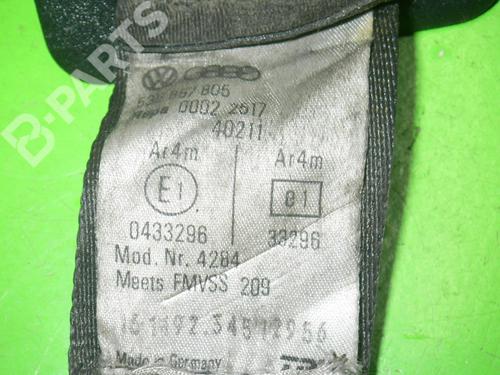 B-PARTS
857 805
Repa 0002 2517
40211
Ar4m Ar4m
E1 e1
0433296 33296
Mod. Nr. 4284
Meets FMVSS 209
Made in Germany